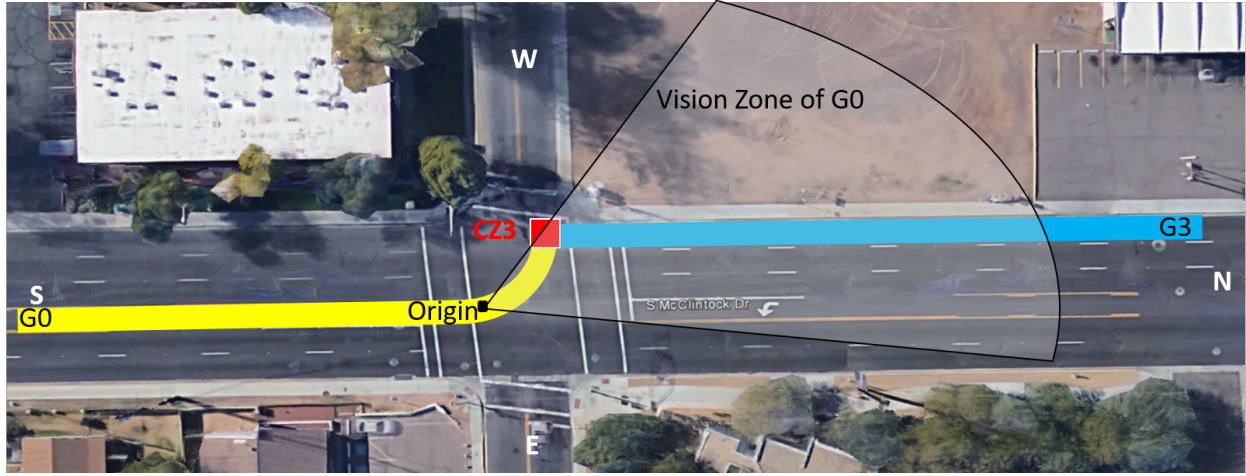 W
Vision Zone of G0
CZ3
G3
S
N
G0
Origin
S McClintock Dr
E